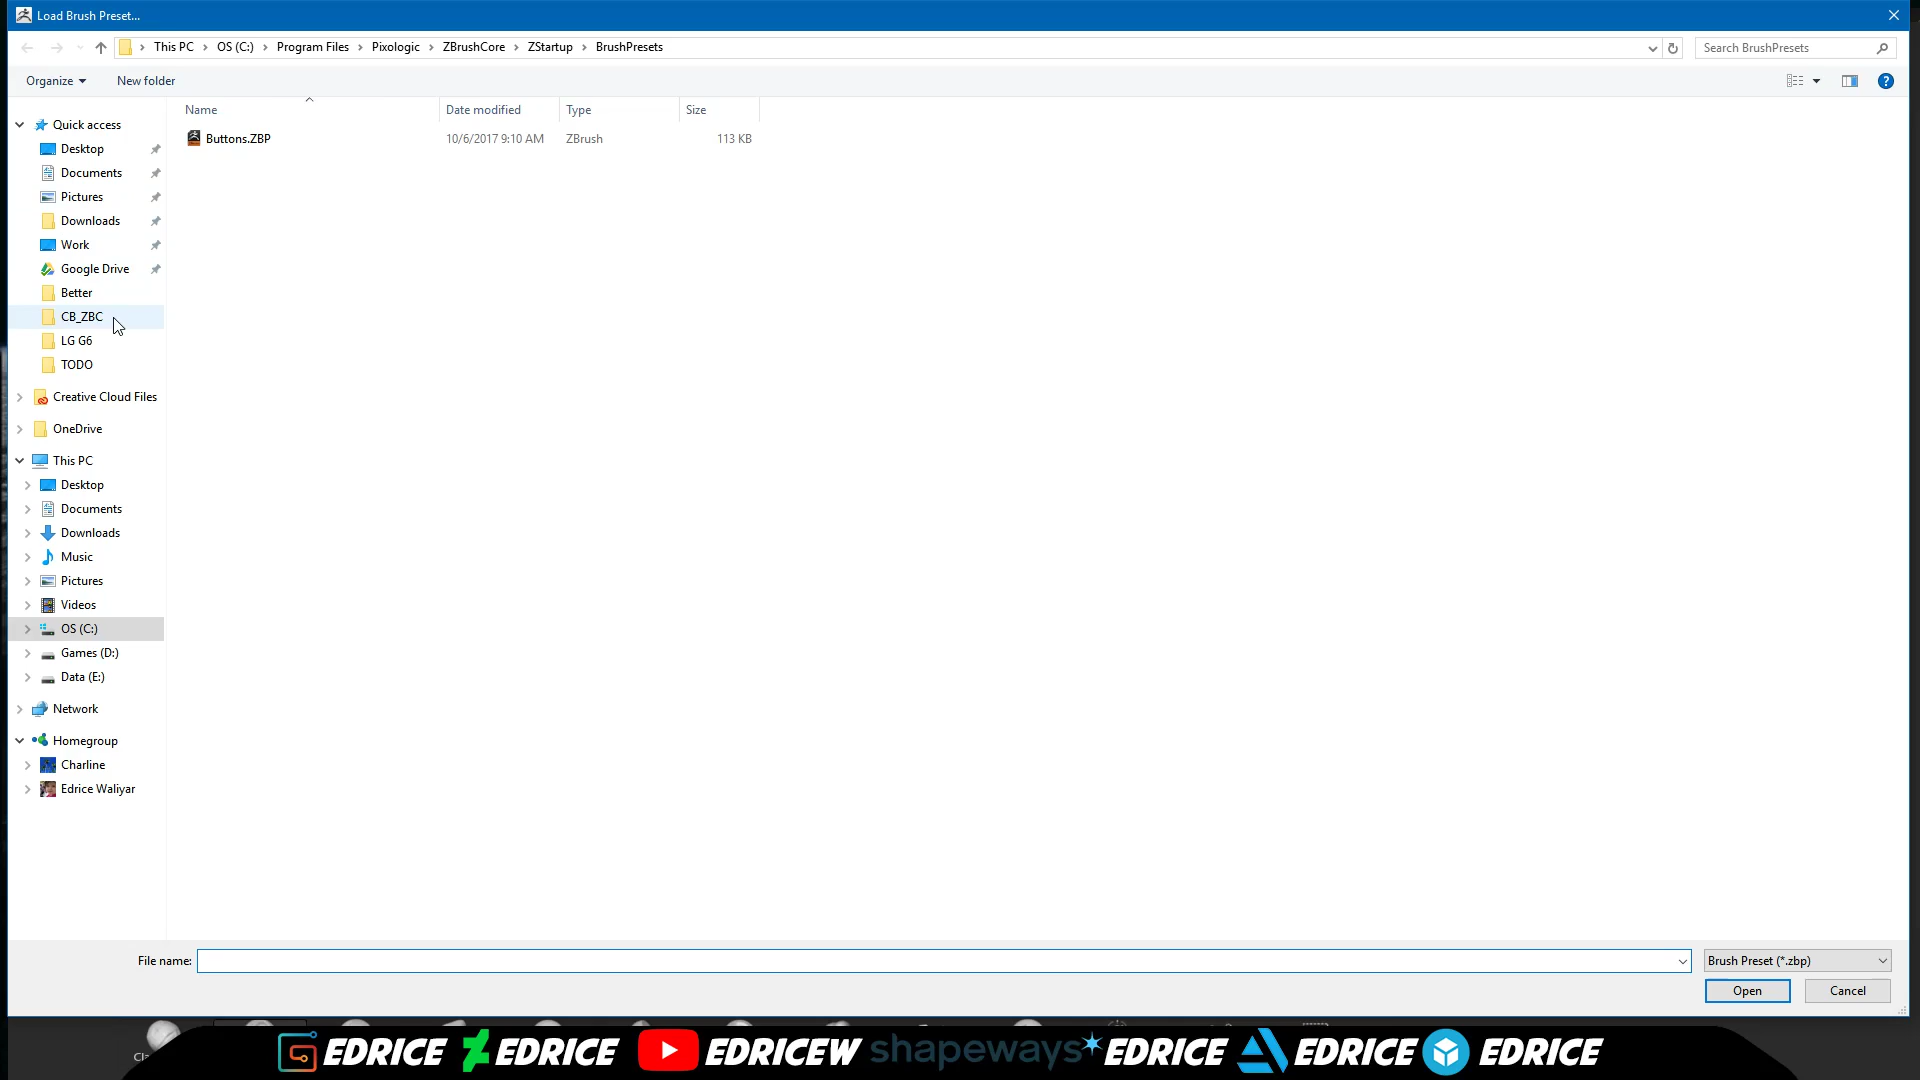 Load Brush Preset...
This PC > OS (C:) > Program Files > Pixologic > ZBrushCore > ZStartup > BrushPresets
Search BrushPresets
Organize
New folder
Name
Date modified
Type
Size
Buttons.ZBP
10/6/2017 9:10 AM
ZBrush
113 KB
Quick access
Desktop
Documents
Pictures
Downloads
Work
Google Drive
Better
CB_ZBC
LG G6
TODO
Creative Cloud Files
OneDrive
This PC
Desktop
Documents
Downloads
Music
Pictures
Videos
OS (C:)
Games (D:)
Data (E:)
Network
Homegroup
Charline
Edrice Waliyar
File name:
Brush Preset (*.zbp)
Open
Cancel
EDRICE EDRICE EDRICEW shapeways* EDRICE EDRICE EDRICE